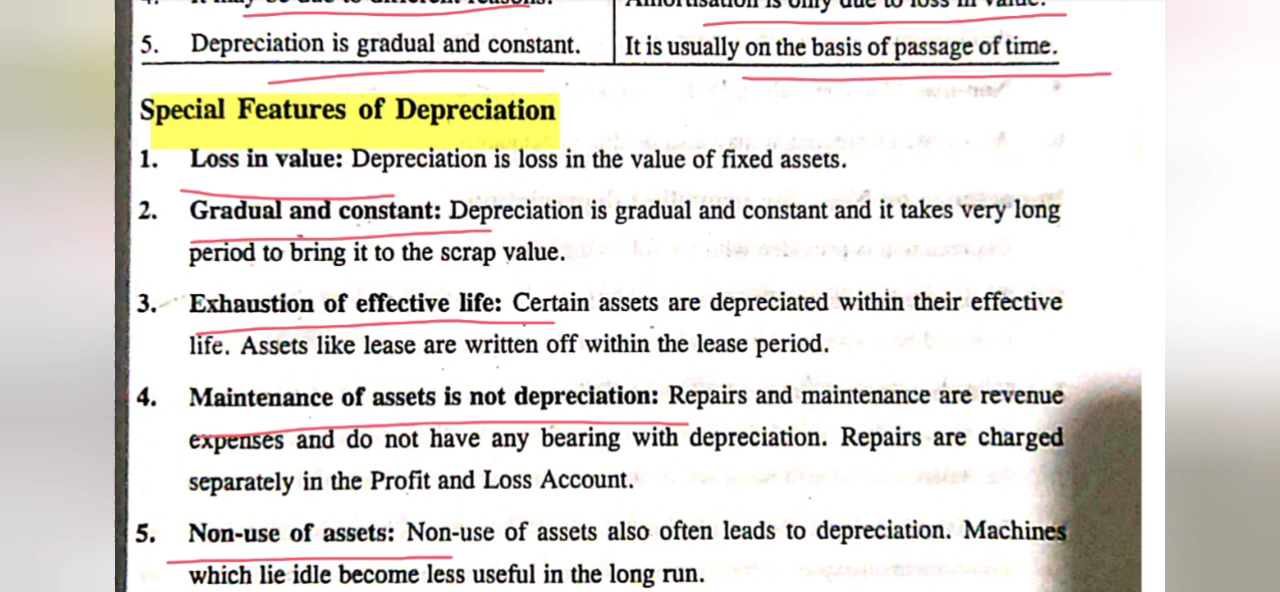 5. Depreciation is gradual and constant. It is usually on the basis of passage of time.
Special Features of Depreciation
1. Loss in value: Depreciation is loss in the value of fixed assets.
2. Gradual and constant: Depreciation is gradual and constant and it takes very long
period to bring it to the scrap value.
3. Exhaustion of effective life: Certain assets are depreciated within their effective
life. Assets like lease are written off within the lease period.
4. Maintenance of assets is not depreciation: Repairs and maintenance are revenue
expenses and do not have any bearing with depreciation. Repairs are charged
separately in the Profit and Loss Account.
5. Non-use of assets: Non-use of assets also often leads to depreciation. Machines
which lie idle become less useful in the long run.